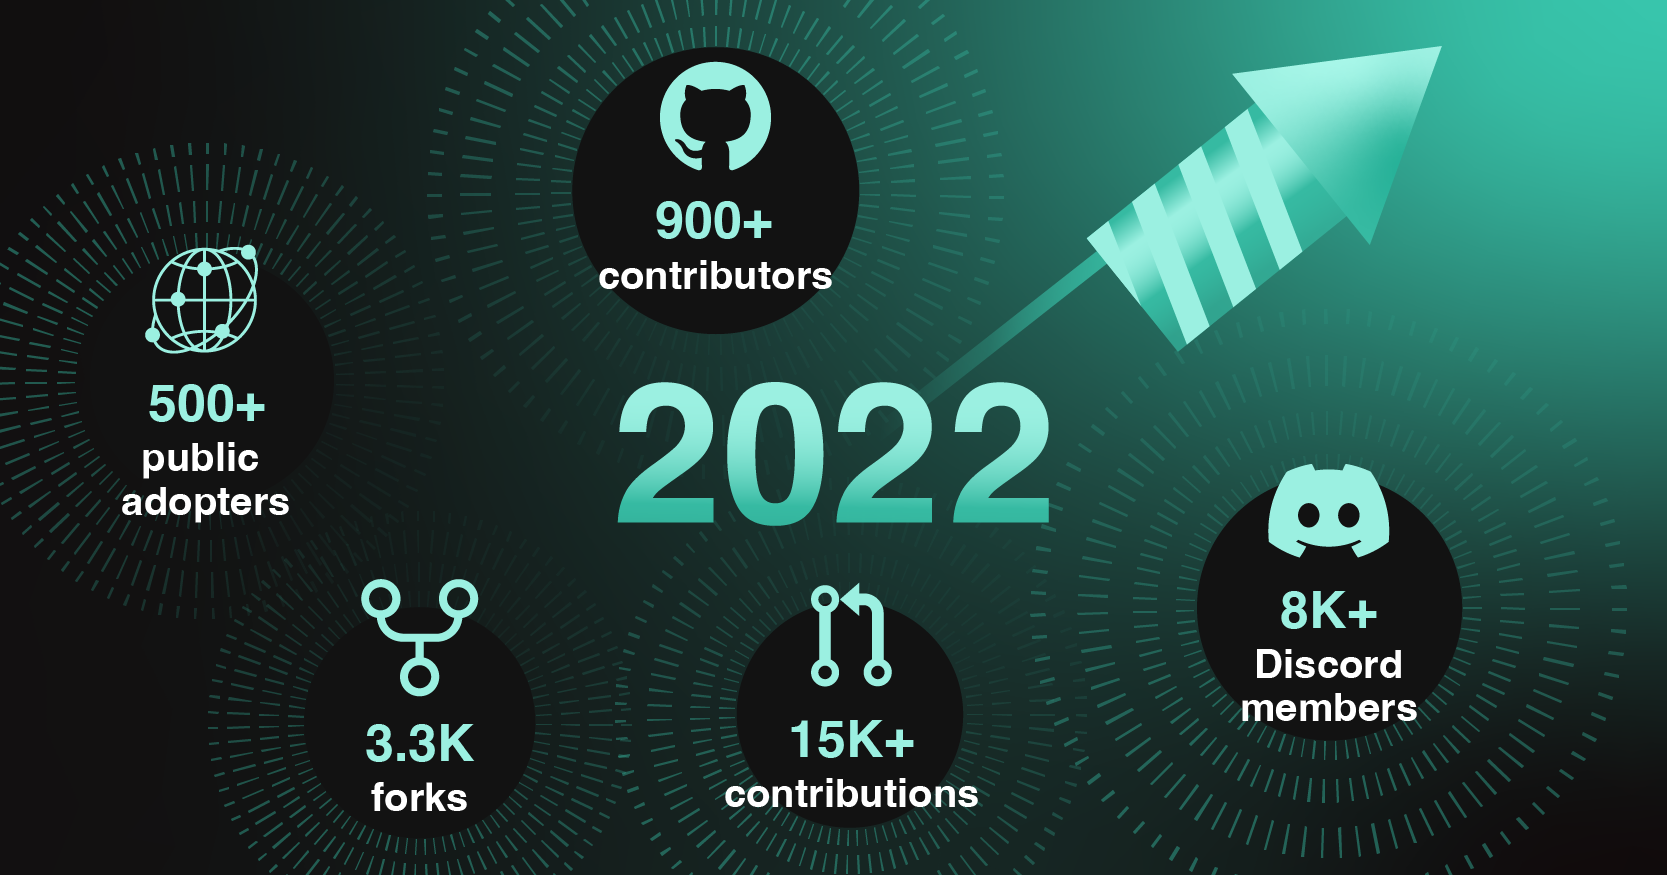 900+
contributors
500+
public
adopters
2022
8K+
Discord
members
3.3K
forks
15K+
contributions